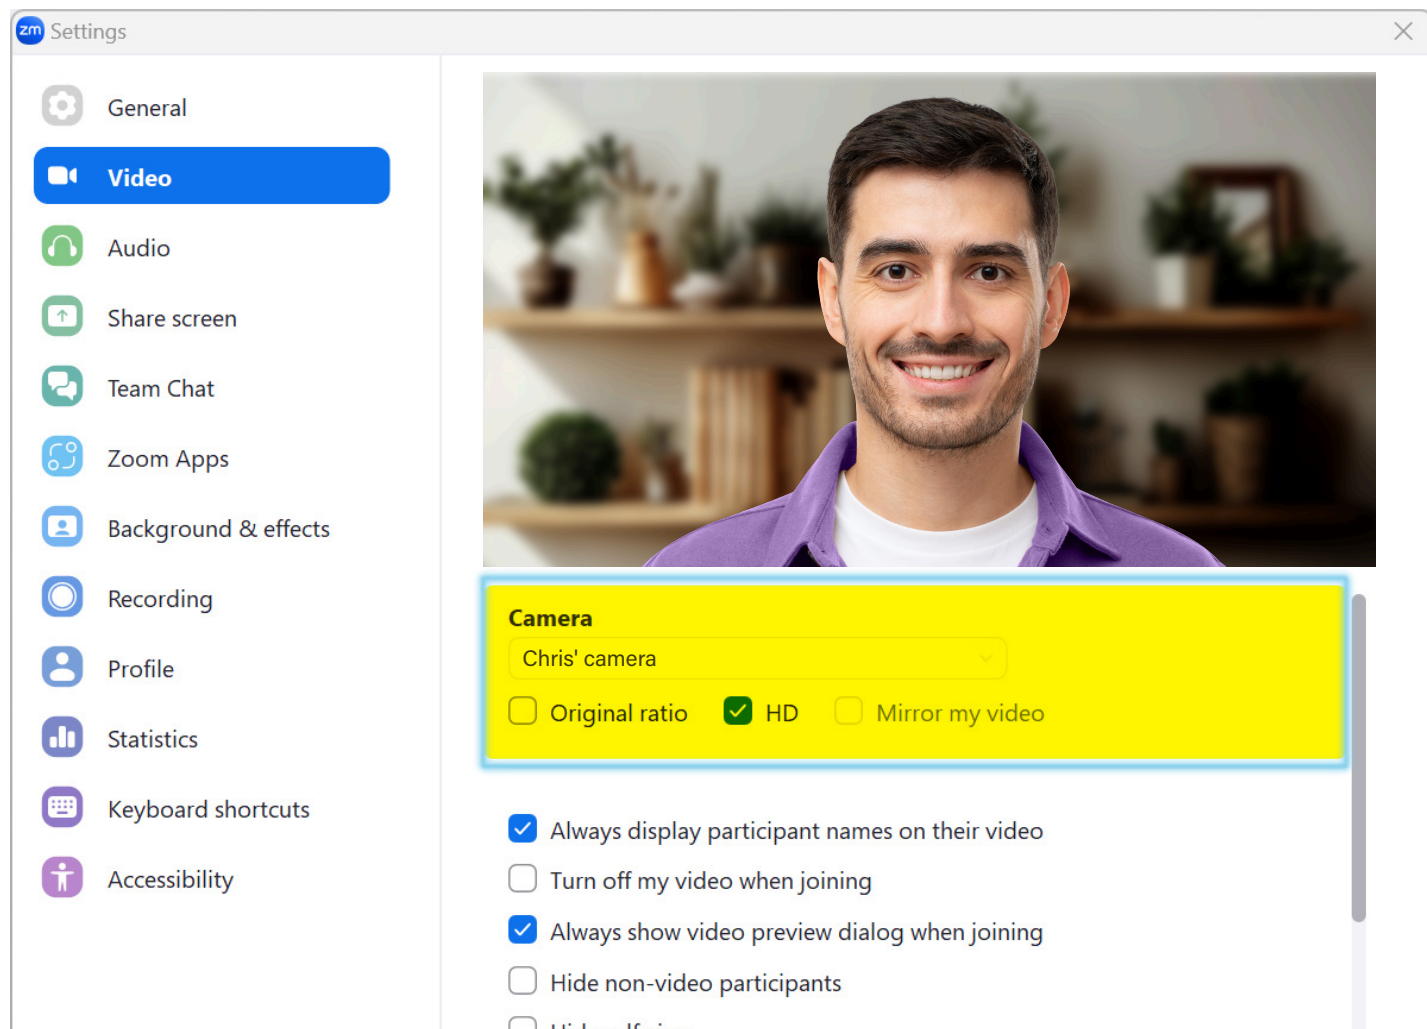 zm Settings
General
Video
Audio
Share screen
Team Chat
Zoom Apps
Background & effects
Recording
Profile
Statistics
Keyboard shortcuts
Accessibility
Camera
Chris' camera
Original ratio HD Mirror my video
Always display participant names on their video
Turn off my video when joining
Always show video preview dialog when joining
Hide non-video participants